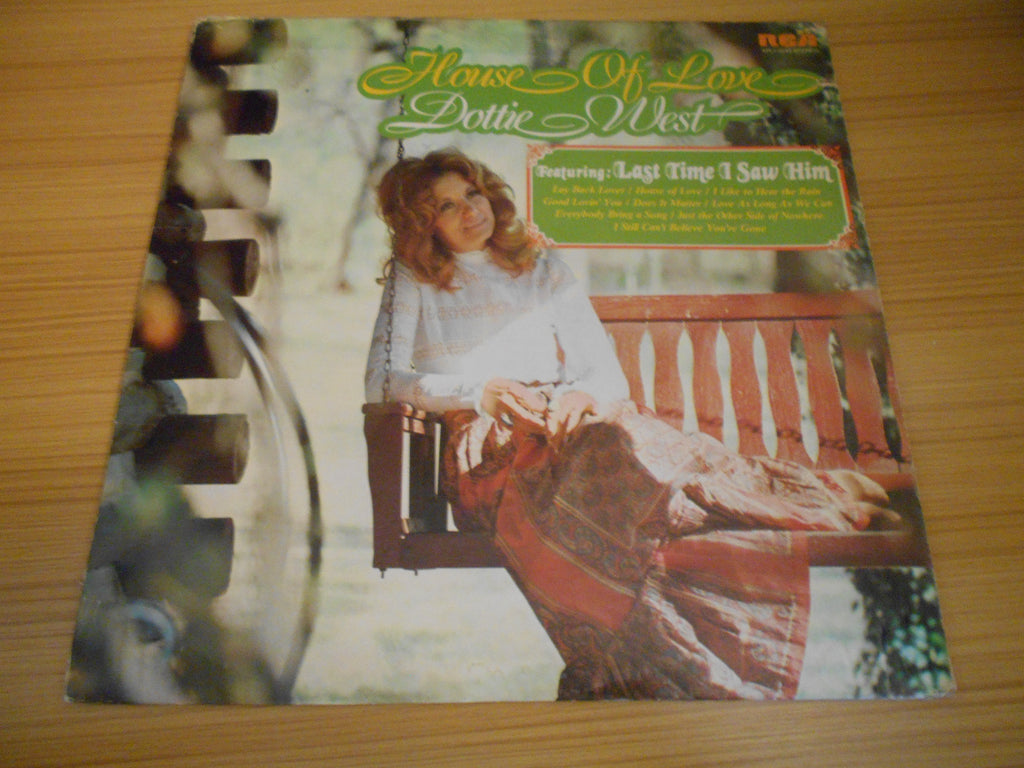 RCA
House Of Love
Dottie West
Featuring: Last Time I Saw Him
Lay Back Lover / House of Love / I Like to Hear the Rain
Good Lovin' You / Does It Matter / Love As Long As We Can
Everybody Bring a Song / Just the Other Side of Nowhere
I Still Can't Believe You're Gone